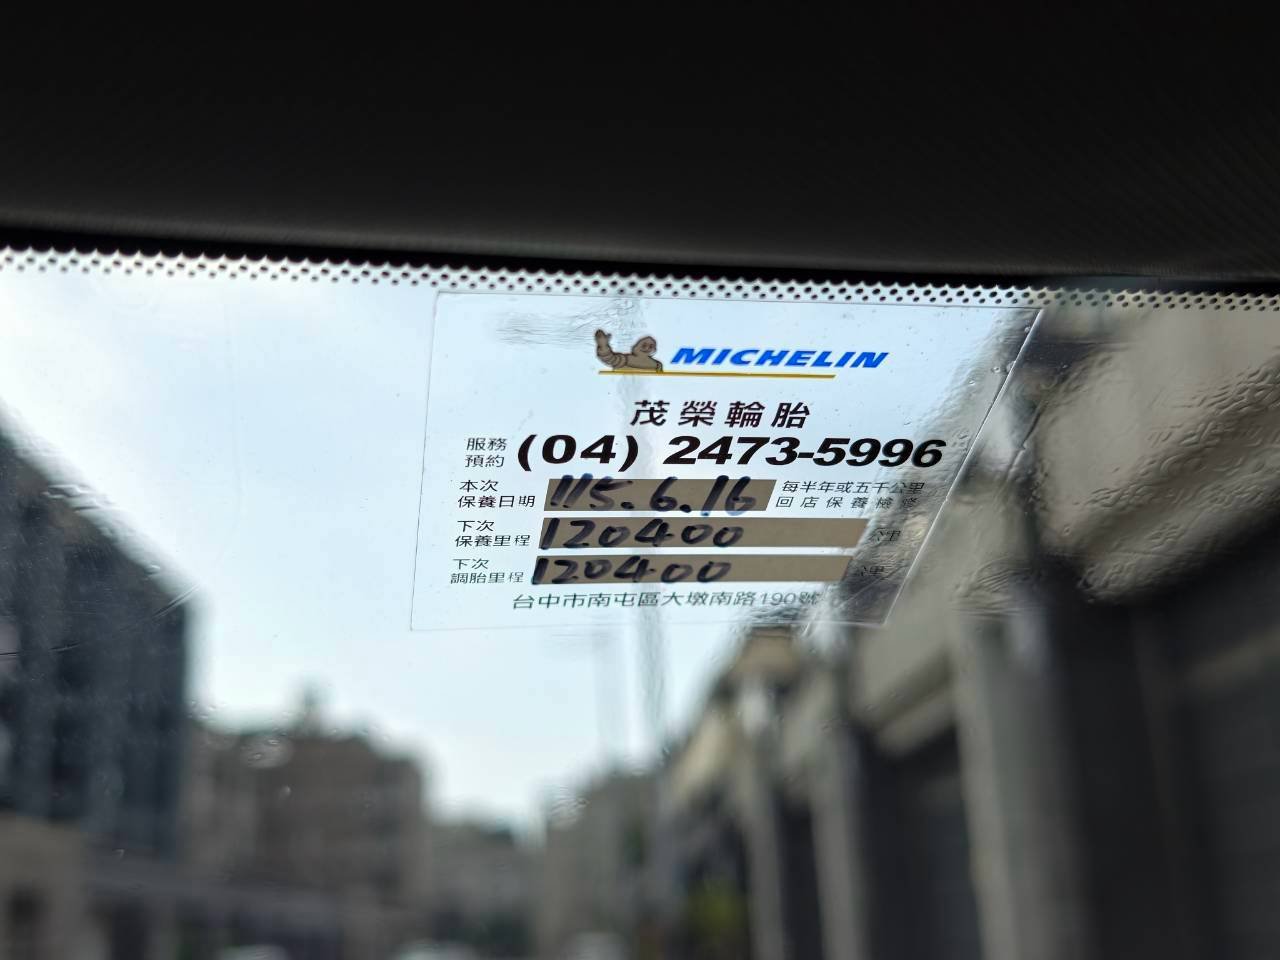 MICHELIN
茂榮輪胎
服務預約 (04) 2473-5996
本次保養日期 115.6.16 每半年或五千公里回店保養檢修
下次保養里程 120400 公里
下次調胎里程 120400 公里
台中市南屯區大墩南路190號